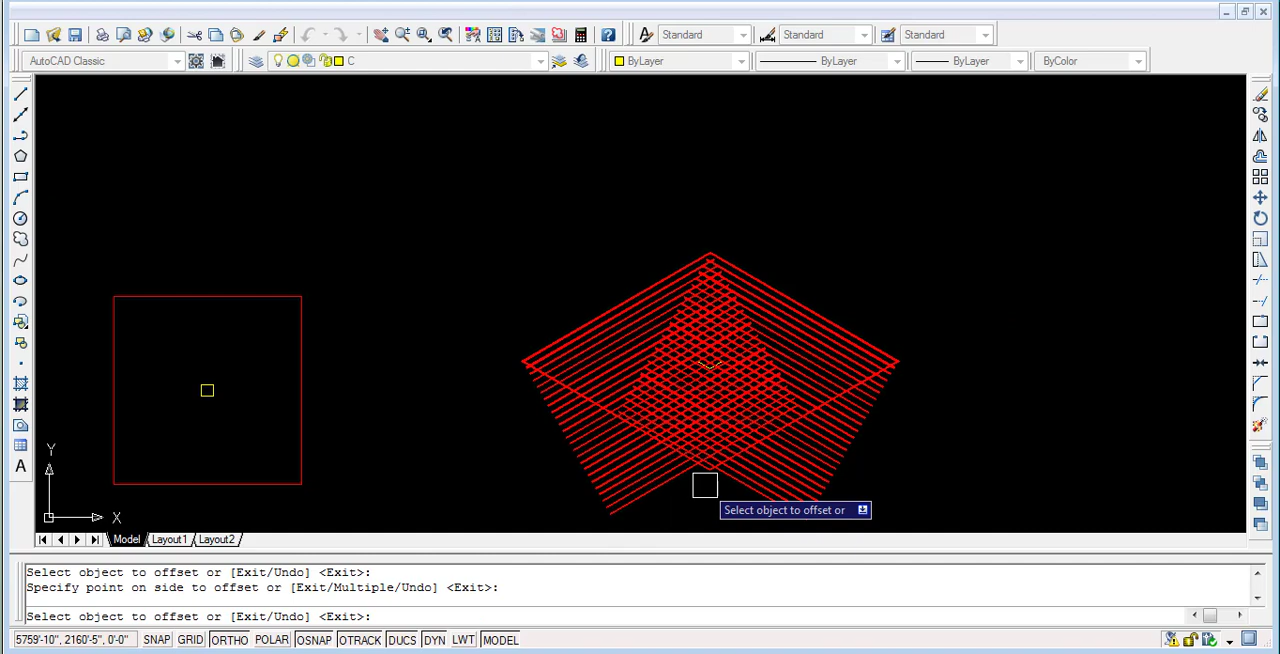 Standard
Standard
Standard
AutoCAD Classic
C
ByLayer
ByLayer
ByLayer
ByColor
Y
X
A
Select object to offset or
Model
Layout1
Layout2
Select object to offset or [Exit/Undo] <Exit>:
Specify point on side to offset or [Exit/Multiple/Undo] <Exit>:
Select object to offset or [Exit/Undo] <Exit>:
5759'-10", 2160'-5", 0'-0" SNAP GRID ORTHO POLAR OSNAP OTRACK DUCS DYN LWT MODEL